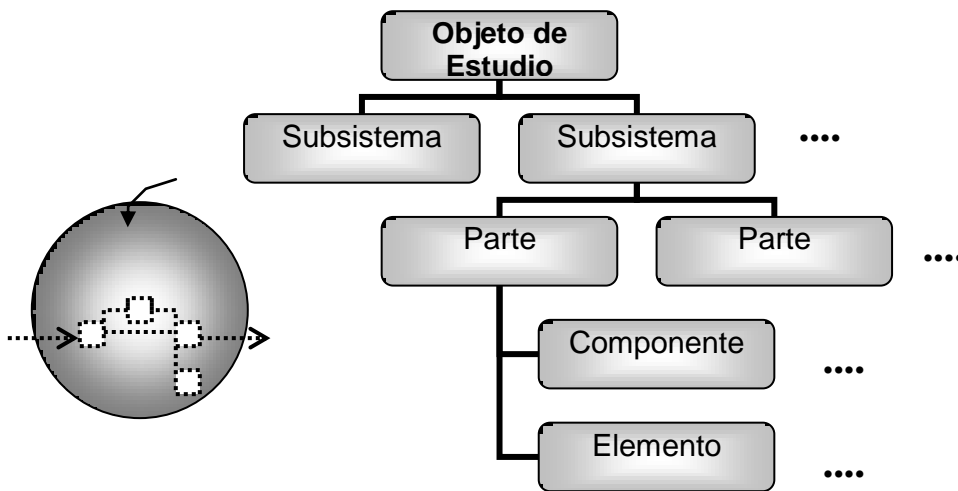 Objeto de
Estudio
Subsistema
Subsistema
....
Parte
Parte
....
Componente
....
Elemento
....